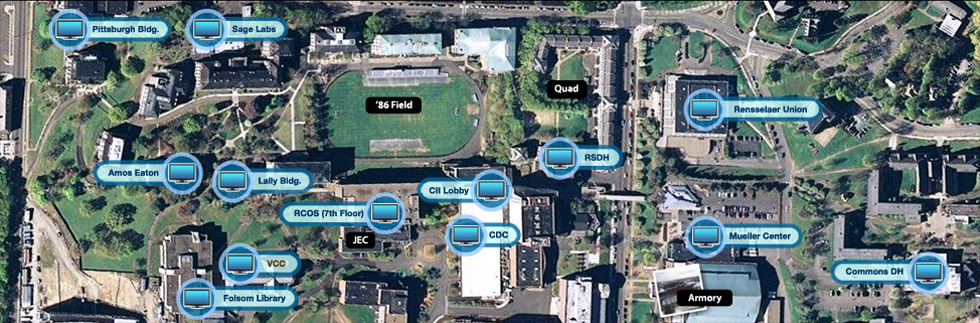 Pittsburgh Bldg.
Sage Labs
'86 Field
Quad
Rensselaer Union
Amos Eaton
Lally Bldg.
RSDH
CII Lobby
RCOS (7th Floor)
JEC
CDC
Mueller Center
VCC
Commons DH
Folsom Library
Armory